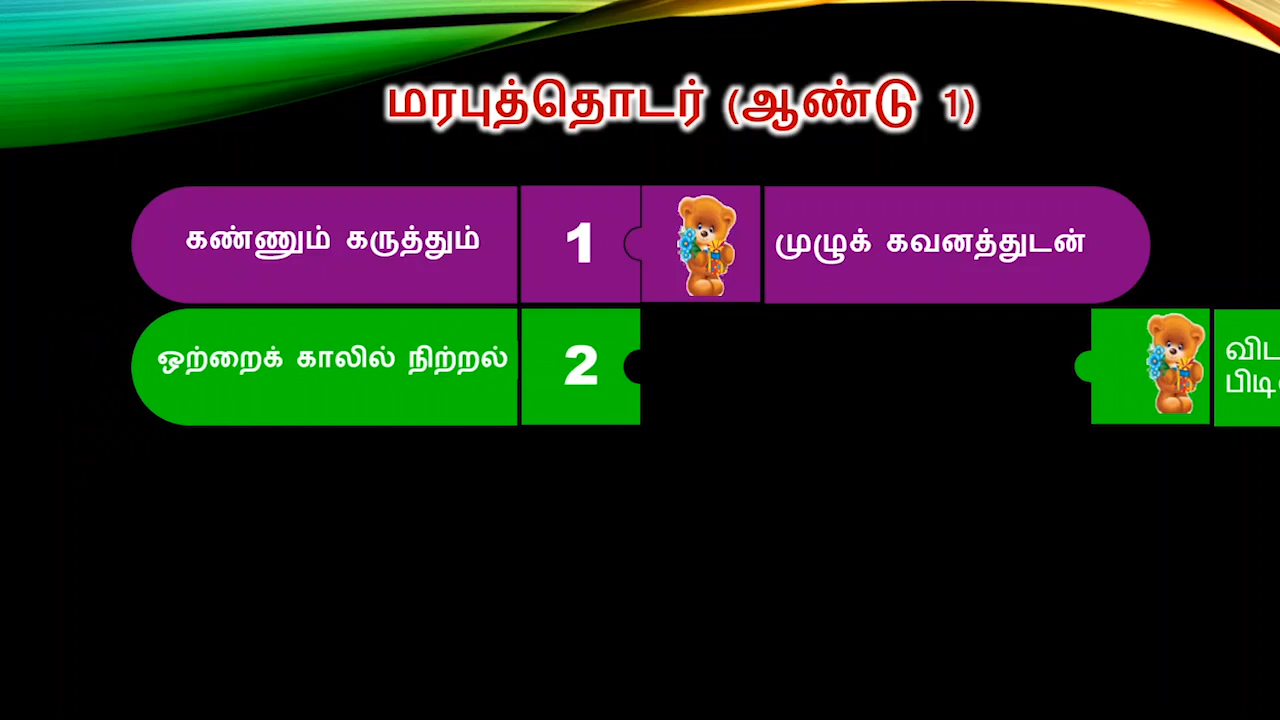 மரபுத்தொடர் (ஆண்டு 1)
கண்ணும் கருத்தும் 1 முழுக் கவனத்துடன்
ஒற்றைக் காலில் நிற்றல் 2